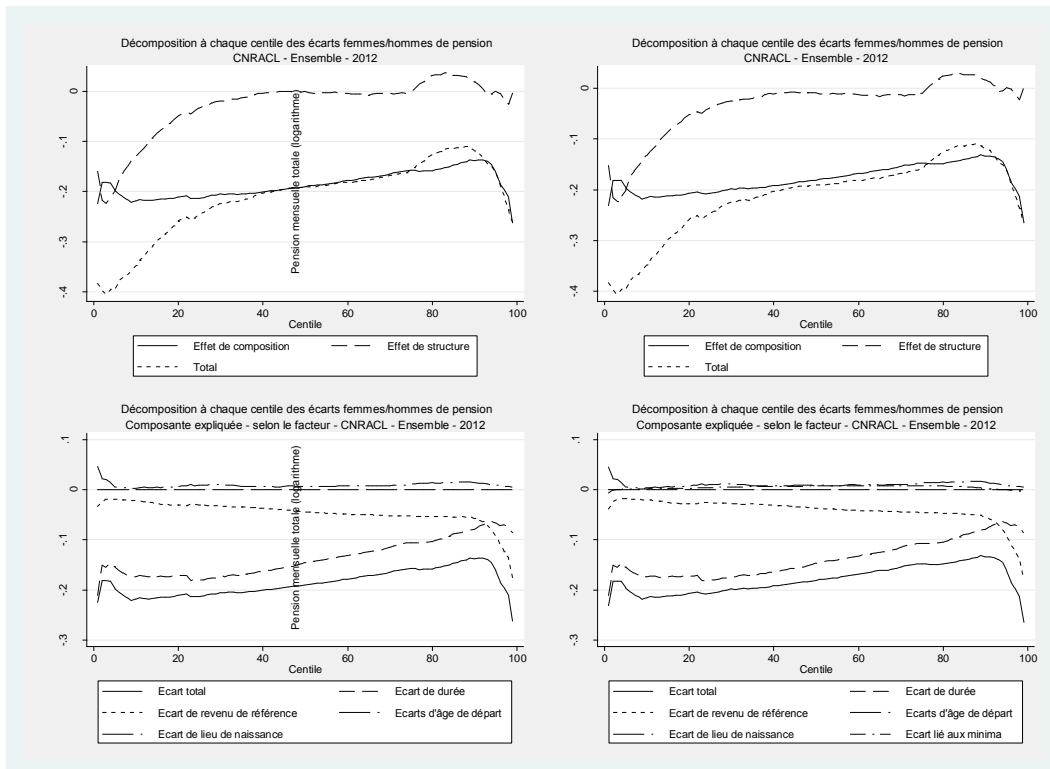 Décomposition à chaque centile des écarts femmes/hommes de pension
CNRACL - Ensemble - 2012
0
-.1
-.2
-.3
-.4
Pension mensuelle totale (logarithme)
0 20 40 60 80 100
Centile
Effet de composition Effet de structure
Total
Décomposition à chaque centile des écarts femmes/hommes de pension
CNRACL - Ensemble - 2012
0
-.1
-.2
-.3
-.4
0 20 40 60 80 100
Centile
Effet de composition Effet de structure
Total
Décomposition à chaque centile des écarts femmes/hommes de pension
Composante expliquée - selon le facteur - CNRACL - Ensemble - 2012
.1
0
-.1
-.2
-.3
Pension mensuelle totale (logarithme)
0 20 40 60 80 100
Centile
Ecart total Ecart de durée
Ecart de revenu de référence Ecarts d'âge de départ
Ecart de lieu de naissance
Décomposition à chaque centile des écarts femmes/hommes de pension
Composante expliquée - selon le facteur - CNRACL - Ensemble - 2012
.1
0
-.1
-.2
-.3
0 20 40 60 80 100
Centile
Ecart total Ecart de durée
Ecart de revenu de référence Ecarts d'âge de départ
Ecart de lieu de naissance Ecart lié aux minima